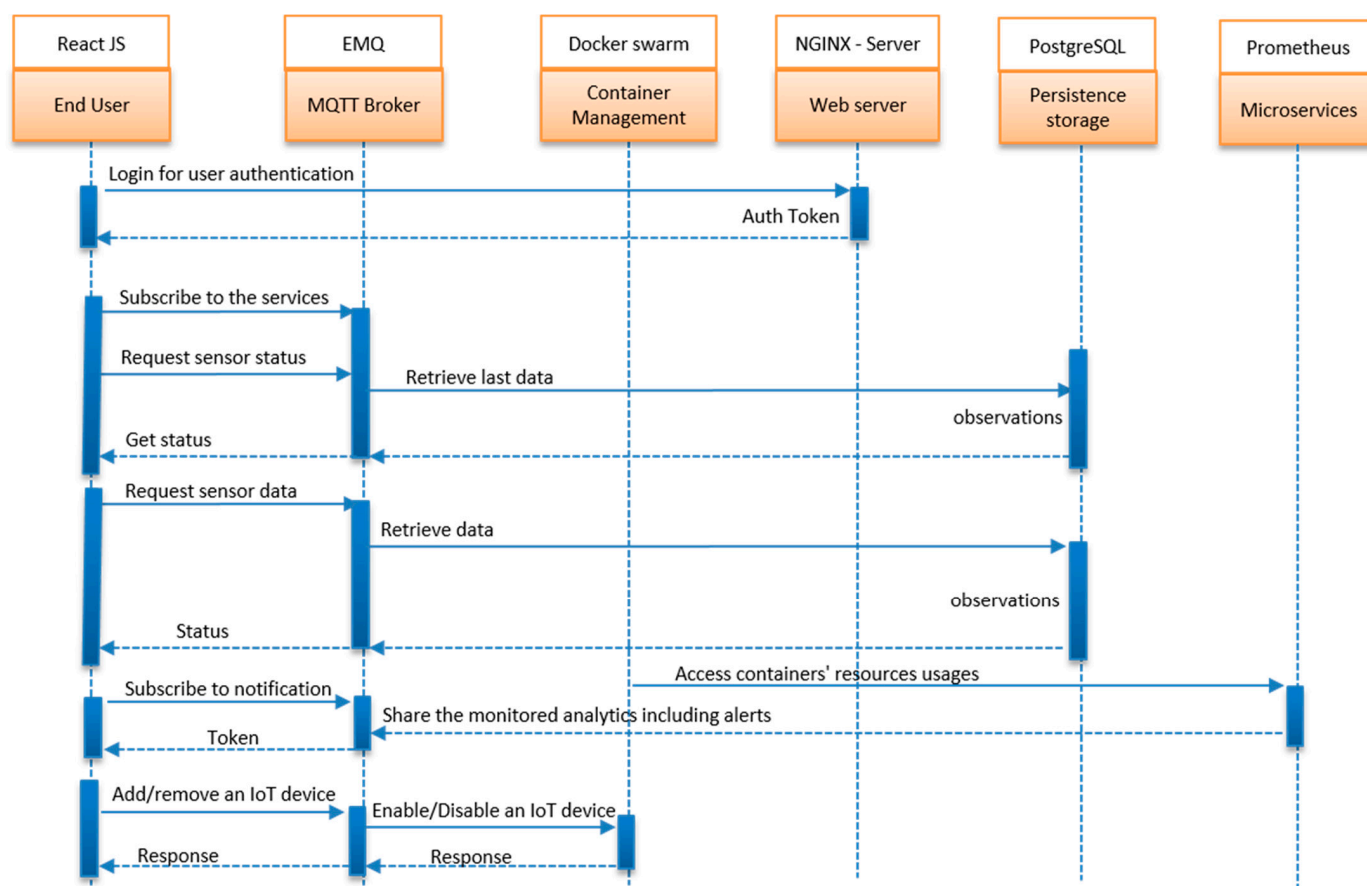 React JS
EMQ
Docker swarm
NGINX - Server
PostgreSQL
Prometheus
End User
MQTT Broker
Container
Management
Web server
Persistence
storage
Microservices
Login for user authentication
Auth Token
Subscribe to the services
Request sensor status
Retrieve last data
observations
Get status
Request sensor data
Retrieve data
observations
Status
Access containers' resources usages
Subscribe to notification
Share the monitored analytics including alerts
Token
Add/remove an IoT device
Enable/Disable an IoT device
Response
Response